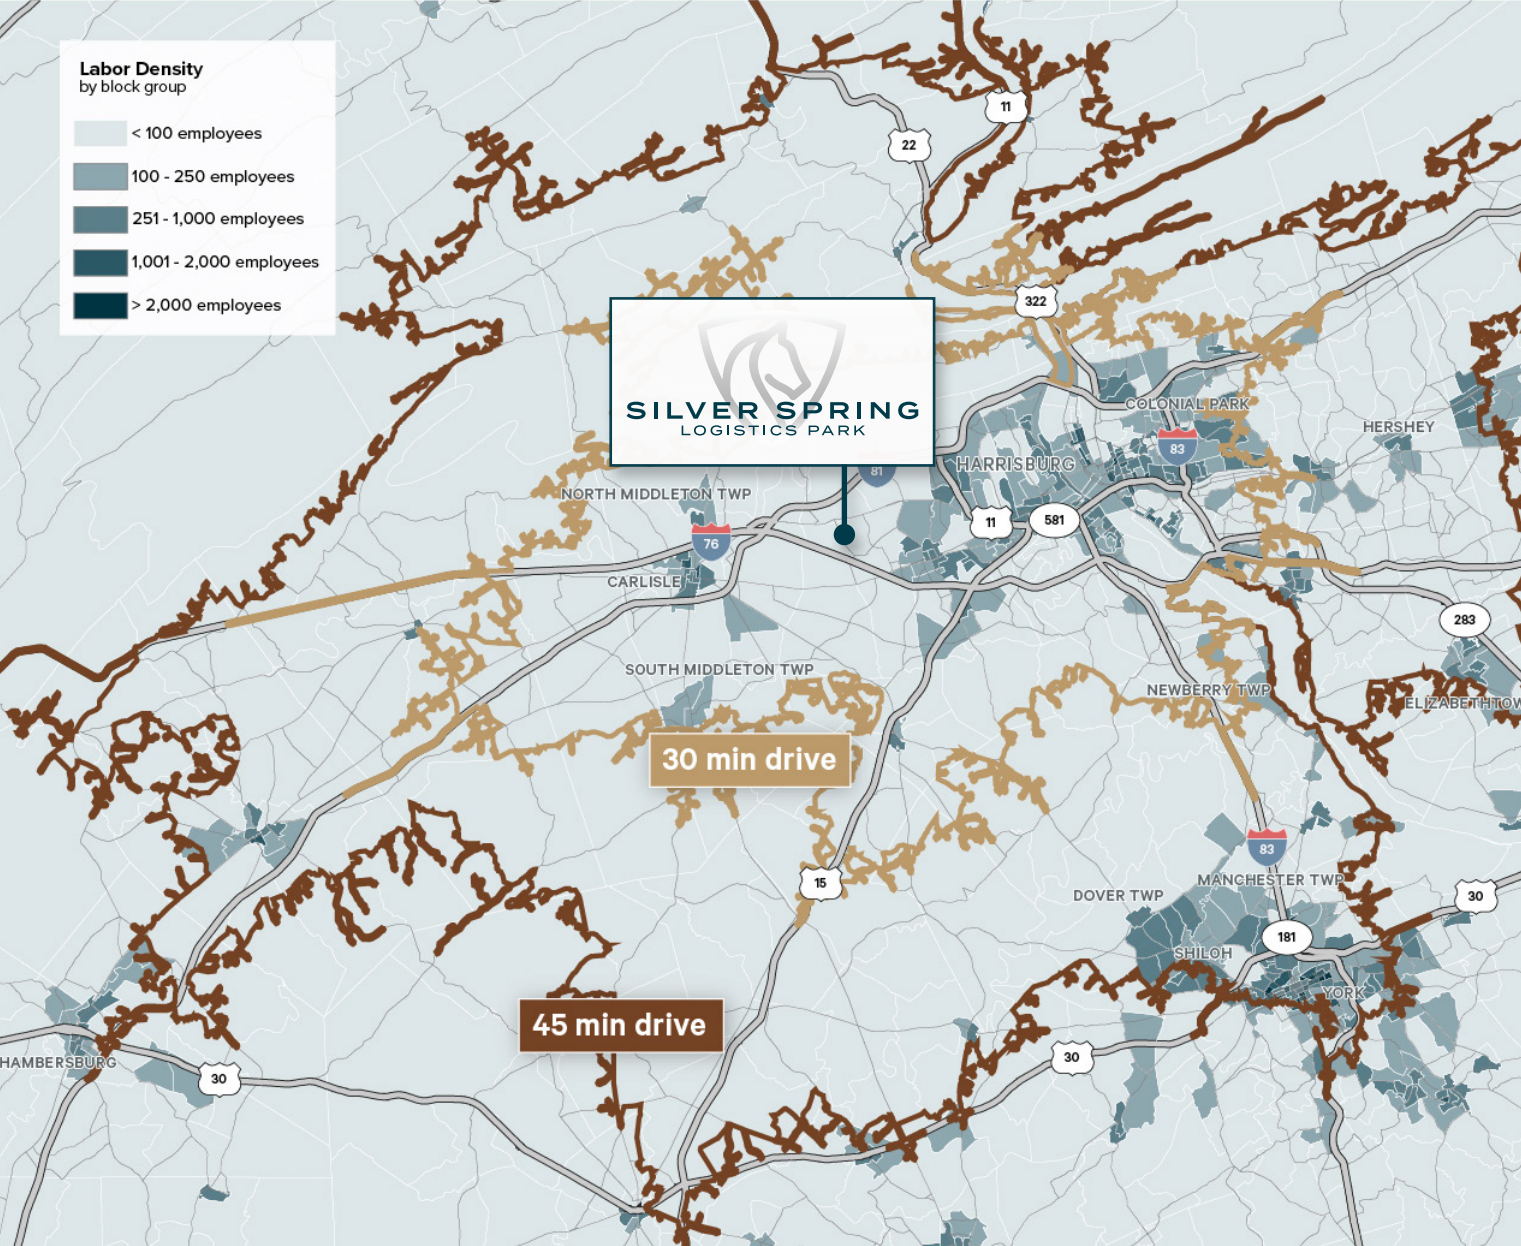 Labor Density
by block group
< 100 employees
100 - 250 employees
251 - 1,000 employees
1,001 - 2,000 employees
> 2,000 employees
11
22
322
SILVER SPRING
LOGISTICS PARK
COLONIAL PARK
HERSHEY
83
81
HARRISBURG
NORTH MIDDLETON TWP
11
581
76
CARLISLE
283
SOUTH MIDDLETON TWP
NEWBERRY TWP
ELIZABETHTOW
30 min drive
83
15
MANCHESTER TWP
DOVER TWP
30
181
SHILOH
YORK
45 min drive
30
HAMBERSBURG
30